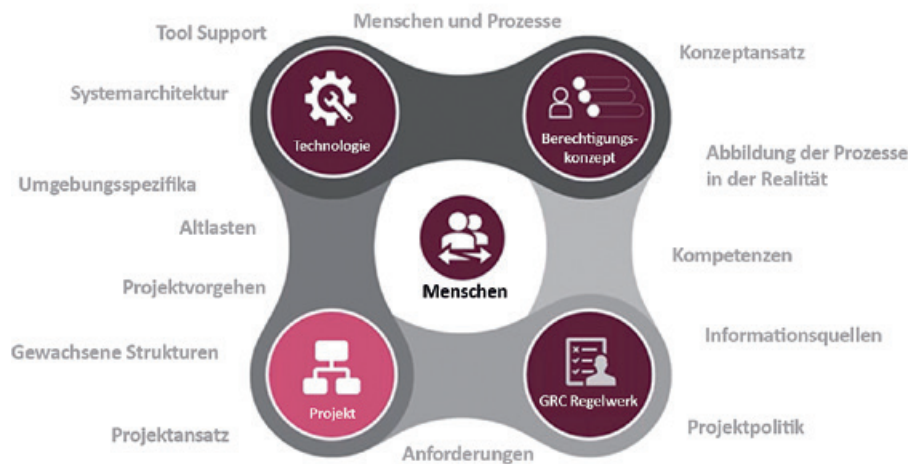 Menschen und Prozesse
Tool Support
Konzeptansatz
Systemarchitektur
Technologie
Berechtigungs-
konzept
Abbildung der Prozesse
in der Realität
Umgebungsspezifika
Altlasten
Kompetenzen
Projektvorgehen
Menschen
Informationsquellen
Gewachsene Strukturen
Projekt
GRC Regelwerk
Projektansatz
Projektpolitik
Anforderungen